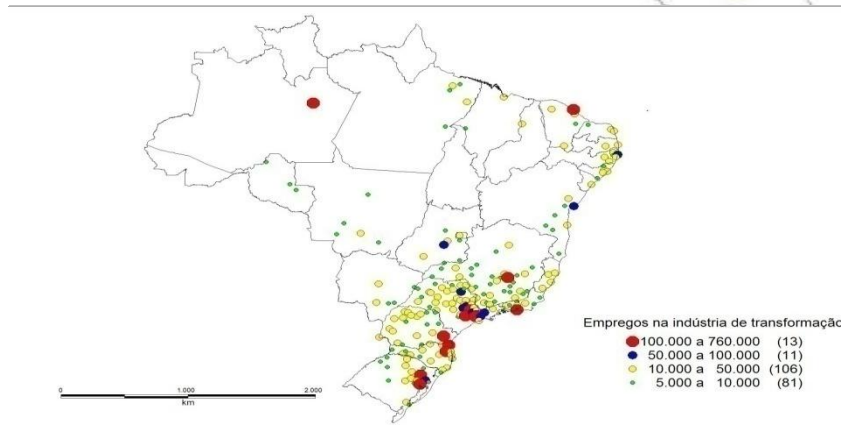 Empregos na indústria de transformação
100.000 a 760.000 (13)
50.000 a 100.000 (11)
10.000 a 50.000 (106)
5.000 a 10.000 (81)
0 1.000 2.000
km